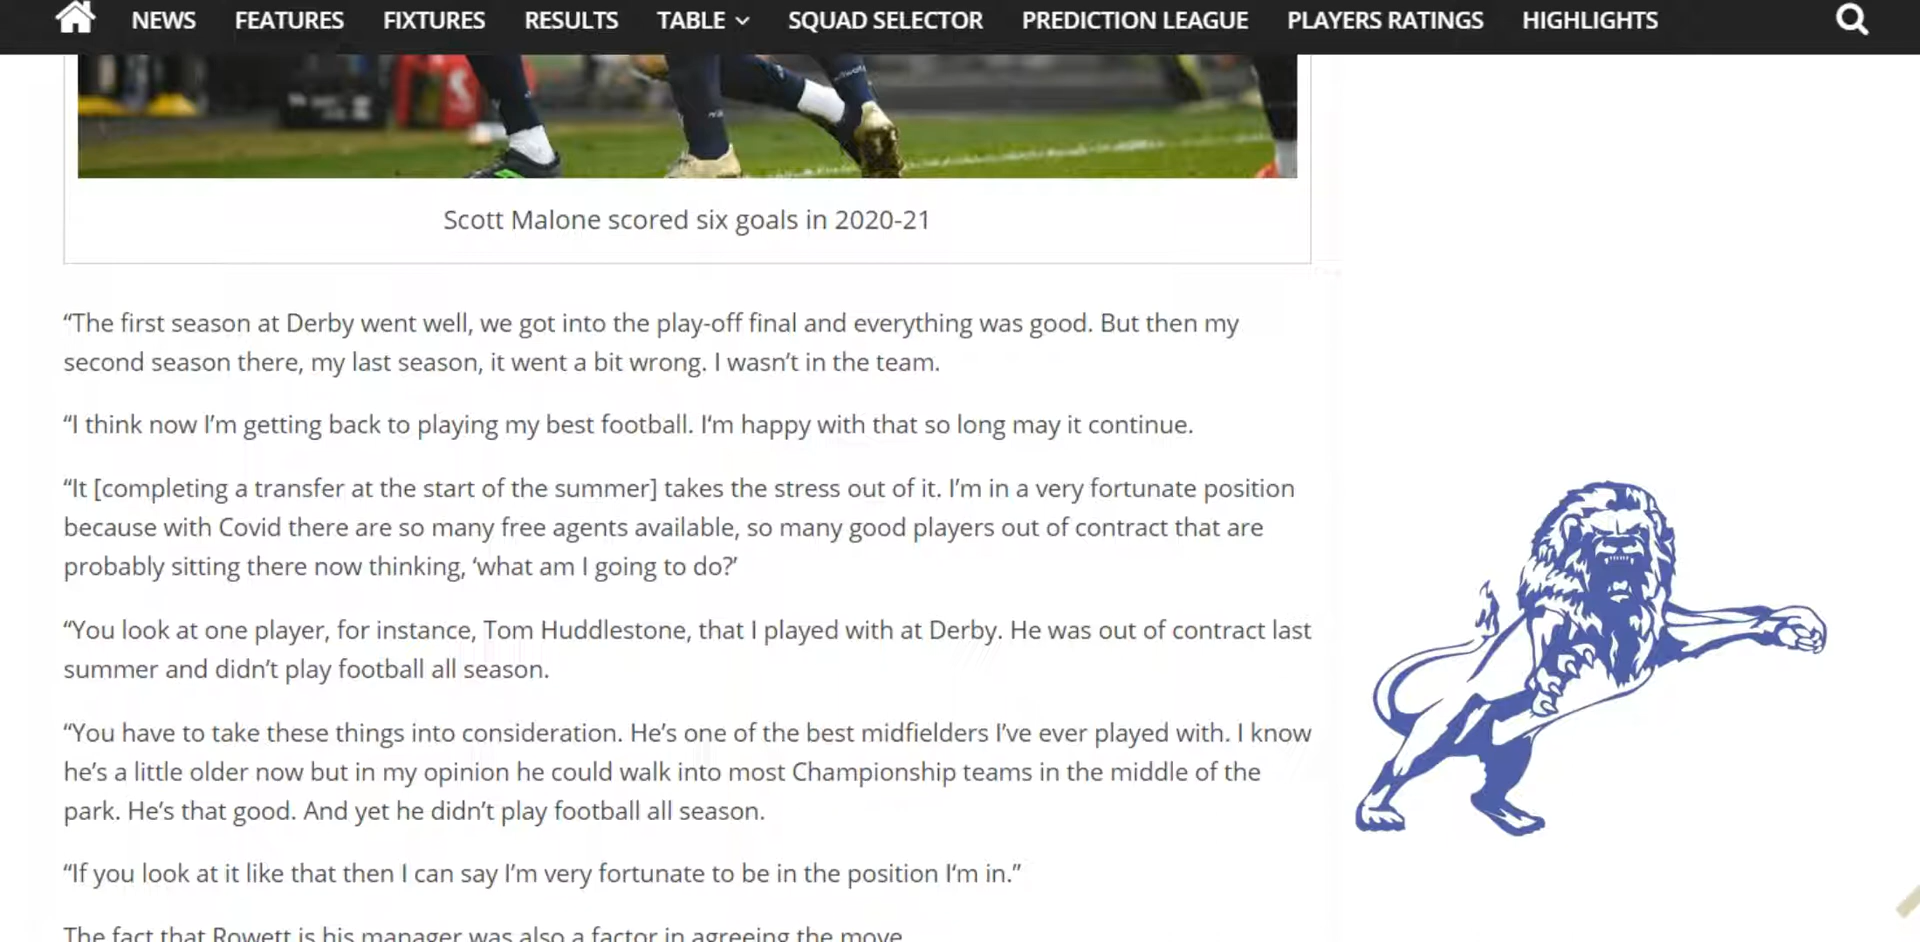 NEWS FEATURES FIXTURES RESULTS TABLE SQUAD SELECTOR PREDICTION LEAGUE PLAYERS RATINGS HIGHLIGHTS
Scott Malone scored six goals in 2020-21
“The first season at Derby went well, we got into the play-off final and everything was good. But then my
second season there, my last season, it went a bit wrong. I wasn’t in the team.
“I think now I’m getting back to playing my best football. I’m happy with that so long may it continue.
“It [completing a transfer at the start of the summer] takes the stress out of it. I’m in a very fortunate position
because with Covid there are so many free agents available, so many good players out of contract that are
probably sitting there now thinking, ‘what am I going to do?’
“You look at one player, for instance, Tom Huddlestone, that I played with at Derby. He was out of contract last
summer and didn’t play football all season.
“You have to take these things into consideration. He’s one of the best midfielders I’ve ever played with. I know
he’s a little older now but in my opinion he could walk into most Championship teams in the middle of the
park. He’s that good. And yet he didn’t play football all season.
“If you look at it like that then I can say I’m very fortunate to be in the position I’m in.”
The fact that Rowett is his manager was also a factor in agreeing the move.